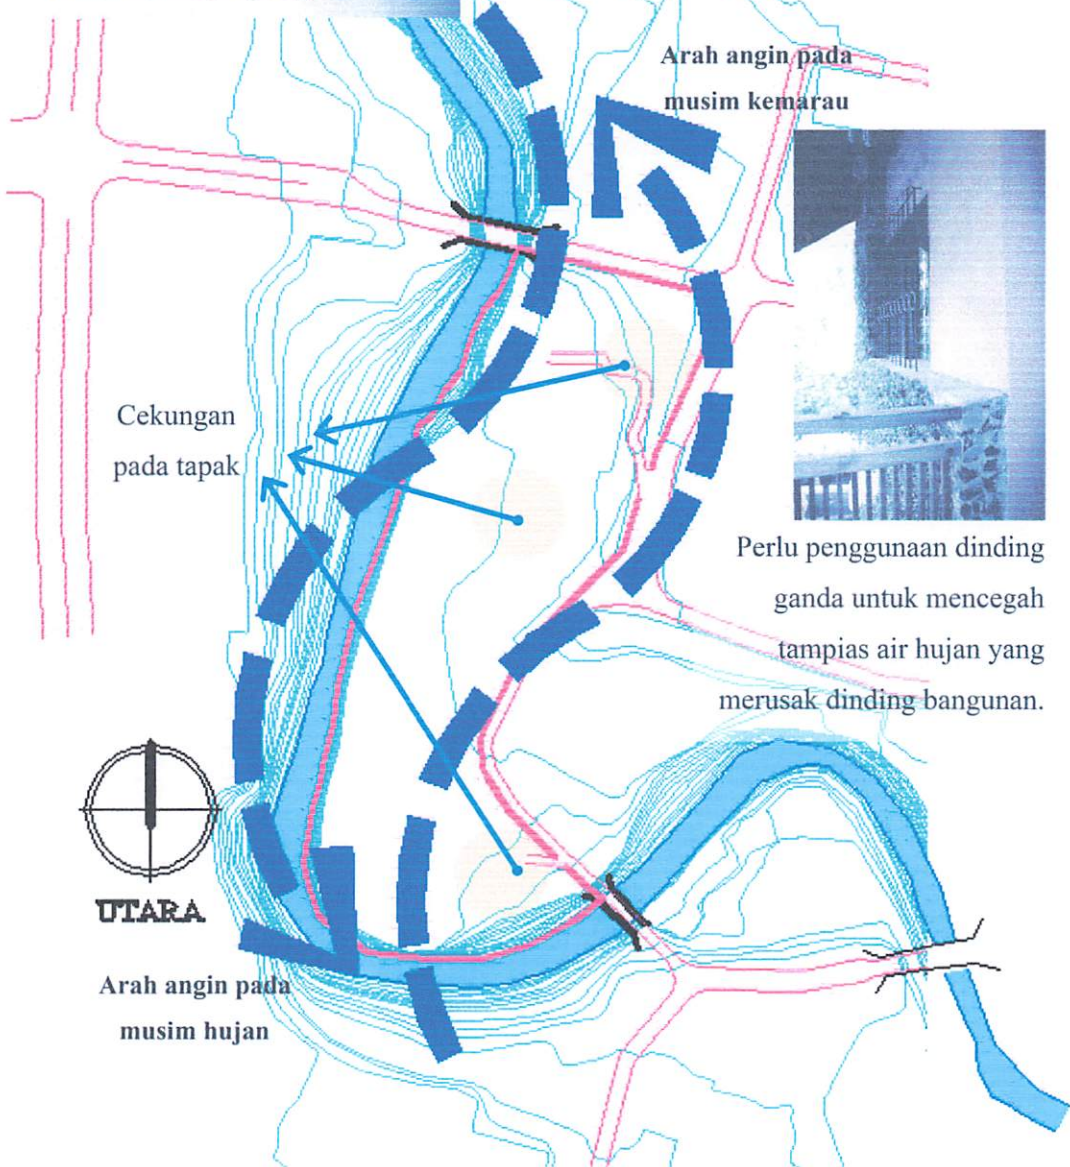 Arah angin pada
musim kemarau
Cekungan
pada tapak
Perlu penggunaan dinding
ganda untuk mencegah
tampias air hujan yang
merusak dinding bangunan.
UTARA
Arah angin pada
musim hujan